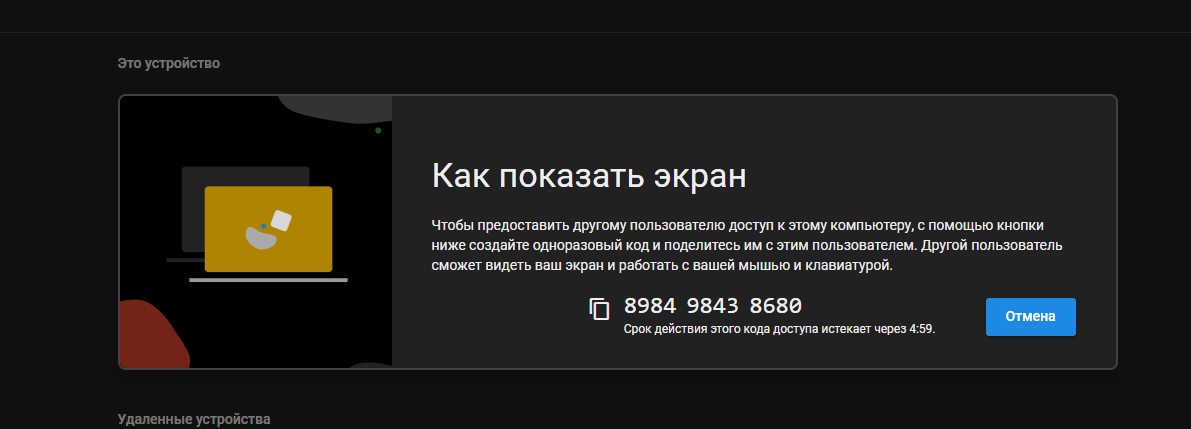 Это устройство
Как показать экран
Чтобы предоставить другому пользователю доступ к этому компьютеру, с помощью кнопки
ниже создайте одноразовый код и поделитесь им с этим пользователем. Другой пользователь
сможет видеть ваш экран и работать с вашей мышью и клавиатурой.
8984 9843 8680
Срок действия этого кода доступа истекает через 4:59.
Отмена
Удаленные устройства